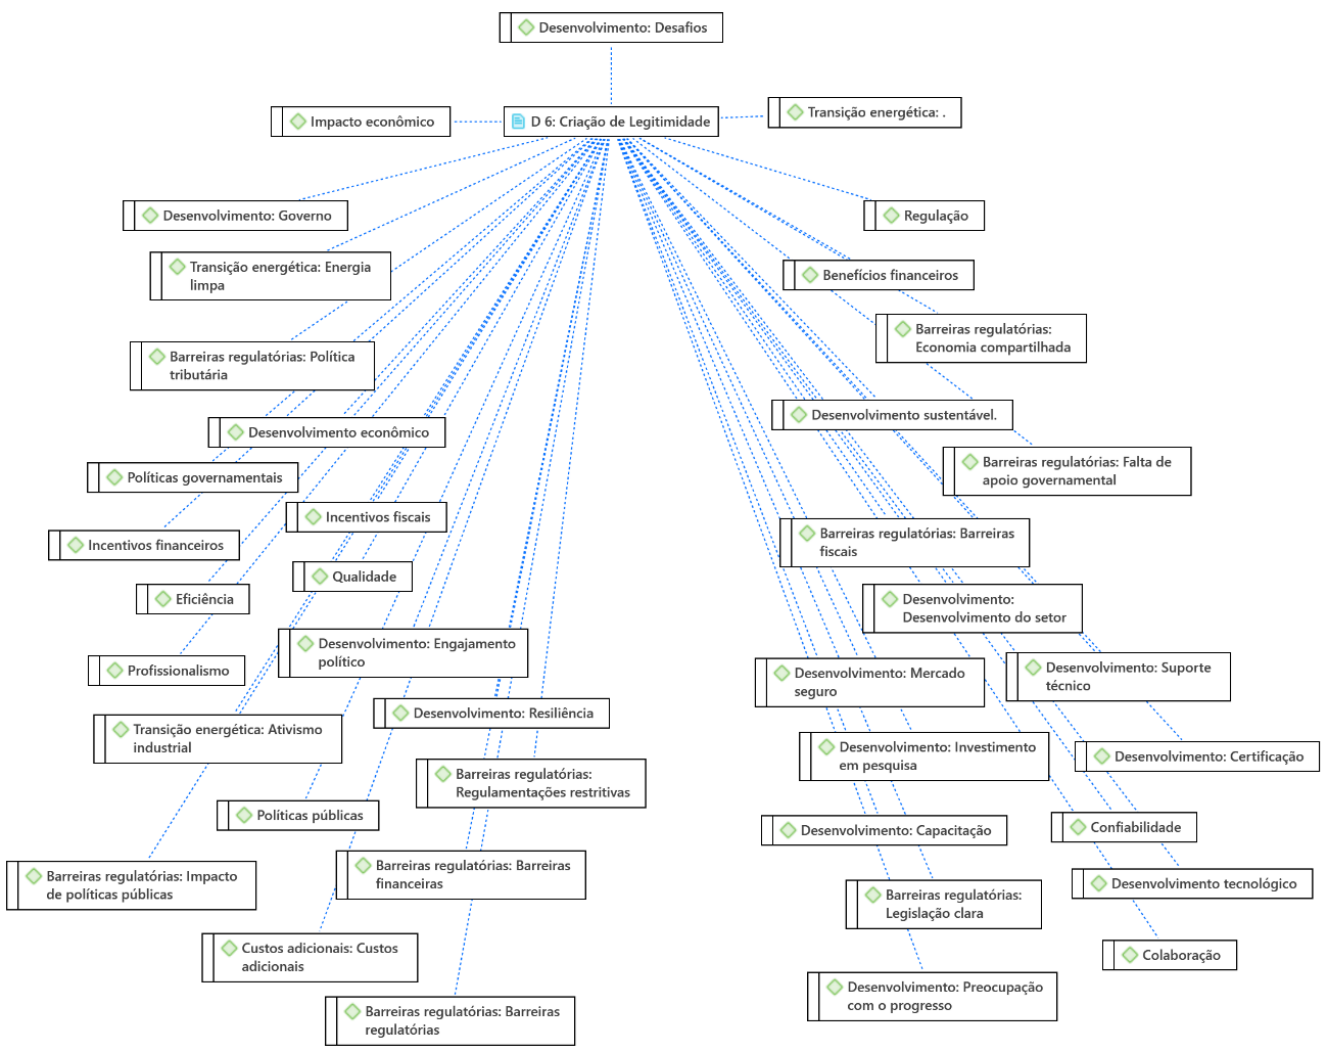 Desenvolvimento: Desafios
Impacto econômico
D 6: Criação de Legitimidade
Transição energética: .
Desenvolvimento: Governo
Regulação
Transição energética: Energia
limpa
Benefícios financeiros
Barreiras regulatórias:
Economia compartilhada
Barreiras regulatórias: Política
tributária
Desenvolvimento sustentável.
Desenvolvimento econômico
Barreiras regulatórias: Falta de
apoio governamental
Políticas governamentais
Incentivos fiscais
Barreiras regulatórias: Barreiras
fiscais
Incentivos financeiros
Qualidade
Eficiência
Desenvolvimento:
Desenvolvimento do setor
Desenvolvimento: Engajamento
político
Profissionalismo
Desenvolvimento: Mercado
seguro
Desenvolvimento: Suporte
técnico
Desenvolvimento: Resiliência
Transição energética: Ativismo
industrial
Desenvolvimento: Investimento
em pesquisa
Desenvolvimento: Certificação
Barreiras regulatórias:
Regulamentações restritivas
Políticas públicas
Desenvolvimento: Capacitação
Confiabilidade
Barreiras regulatórias: Impacto
de políticas públicas
Barreiras regulatórias: Barreiras
financeiras
Desenvolvimento tecnológico
Barreiras regulatórias:
Legislação clara
Custos adicionais: Custos
adicionais
Colaboração
Desenvolvimento: Preocupação
com o progresso
Barreiras regulatórias: Barreiras
regulatórias